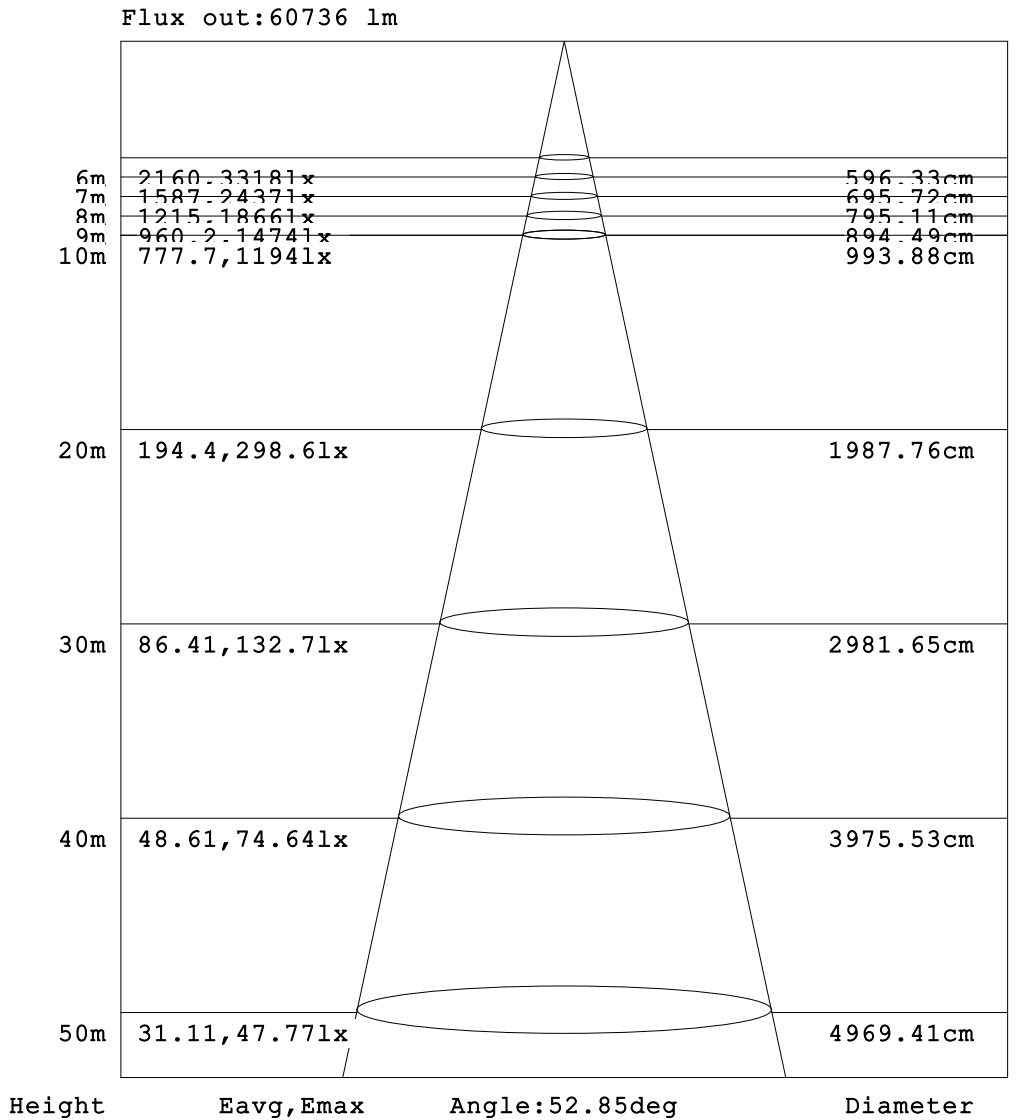 Flux out:60736 lm
6m 2160,3318lx 596.33cm
7m 1587,2437lx 695.72cm
8m 1215,1866lx 795.11cm
9m 960.2,1474lx 894.49cm
10m 777.7,1194lx 993.88cm
20m 194.4,298.6lx 1987.76cm
30m 86.41,132.7lx 2981.65cm
40m 48.61,74.64lx 3975.53cm
50m 31.11,47.77lx 4969.41cm
Height Eavg,Emax Angle:52.85deg Diameter